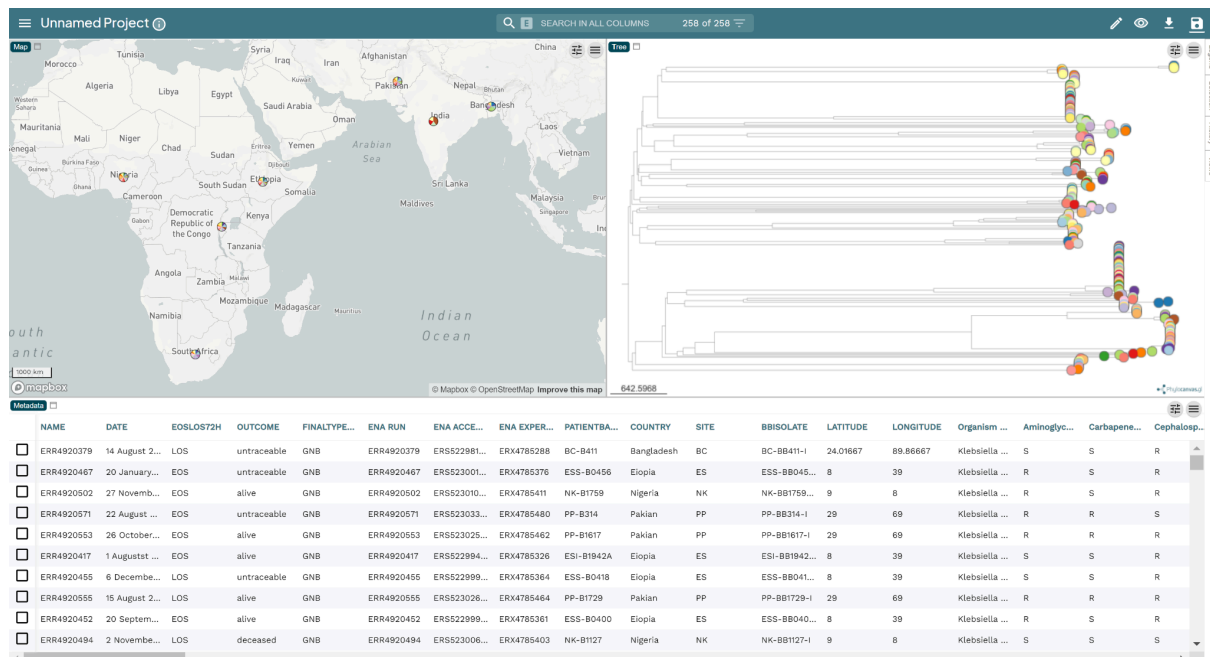 Unnamed Project
E SEARCH IN ALL COLUMNS 258 of 258
Map
Morocco
Tunisia
Syria
Iraq
Iran
Afghanistan
China
Algeria
Libya
Egypt
Kuwait
Pakistan
Nepal
Bhutan
Western Sahara
Saudi Arabia
Oman
India
Bangladesh
Mauritania
Mali
Niger
Chad
Sudan
Eritrea
Yemen
Arabian
Sea
Laos
Vietnam
enegal
Burkina Faso
Guinea
Ghana
Nigeria
Djibouti
South Sudan
Ethiopia
Somalia
Sri Lanka
Maldives
Malaysia
Brur
Singapore
Cameroon
Gabon
Democratic
Republic of
the Congo
Kenya
Tanzania
Ind
Angola
Zambia
Malawi
Mozambique
Madagascar
Mauritius
Namibia
Indian
Ocean
outh
antic
South Africa
1000 km
mapbox
© Mapbox © OpenStreetMap Improve this map
Tree
642.5968
Phylocanvas.gl
Metadata
NAME DATE EOSLOS72H OUTCOME FINALTYPE... ENA RUN ENA ACCE... ENA EXPER... PATIENTBA... COUNTRY SITE BBISOLATE LATITUDE LONGITUDE Organism ... Aminoglyc... Carbapene... Cephalosp...
ERR4920379 14 August 2... LOS untraceable GNB ERR4920379 ERS522981... ERX4785288 BC-B411 Bangladesh BC BC-BB411-I 24.01667 89.86667 Klebsiella ... S S R
ERR4920467 20 January... EOS untraceable GNB ERR4920467 ERS523001... ERX4785376 ESS-B0456 Eiopia ES ESS-BB045... 8 39 Klebsiella ... R S R
ERR4920502 27 Novemb... EOS alive GNB ERR4920502 ERS523010... ERX4785411 NK-B1759 Nigeria NK NK-BB1759... 9 8 Klebsiella ... R S R
ERR4920571 22 August ... EOS untraceable GNB ERR4920571 ERS523033... ERX4785480 PP-B314 Pakian PP PP-BB314-I 29 69 Klebsiella ... R R S
ERR4920553 26 October... EOS alive GNB ERR4920553 ERS523025... ERX4785462 PP-B1617 Pakian PP PP-BB1617-I 29 69 Klebsiella ... R S R
ERR4920417 1 Augustst ... EOS alive GNB ERR4920417 ERS522994... ERX4785326 ESI-B1942A Eiopia ES ESI-BB1942... 8 39 Klebsiella ... S S S
ERR4920455 6 Decembe... LOS untraceable GNB ERR4920455 ERS522999... ERX4785364 ESS-B0418 Eiopia ES ESS-BB041... 8 39 Klebsiella ... S S R
ERR4920555 15 August 2... LOS alive GNB ERR4920555 ERS523026... ERX4785464 PP-B1729 Pakian PP PP-BB1729-I 29 69 Klebsiella ... R S R
ERR4920452 20 Septem... EOS alive GNB ERR4920452 ERS522999... ERX4785361 ESS-B0400 Eiopia ES ESS-BB040... 8 39 Klebsiella ... R S R
ERR4920494 2 Novembe... LOS deceased GNB ERR4920494 ERS523006... ERX4785403 NK-B1127 Nigeria NK NK-BB1127-I 9 8 Klebsiella ... S S S